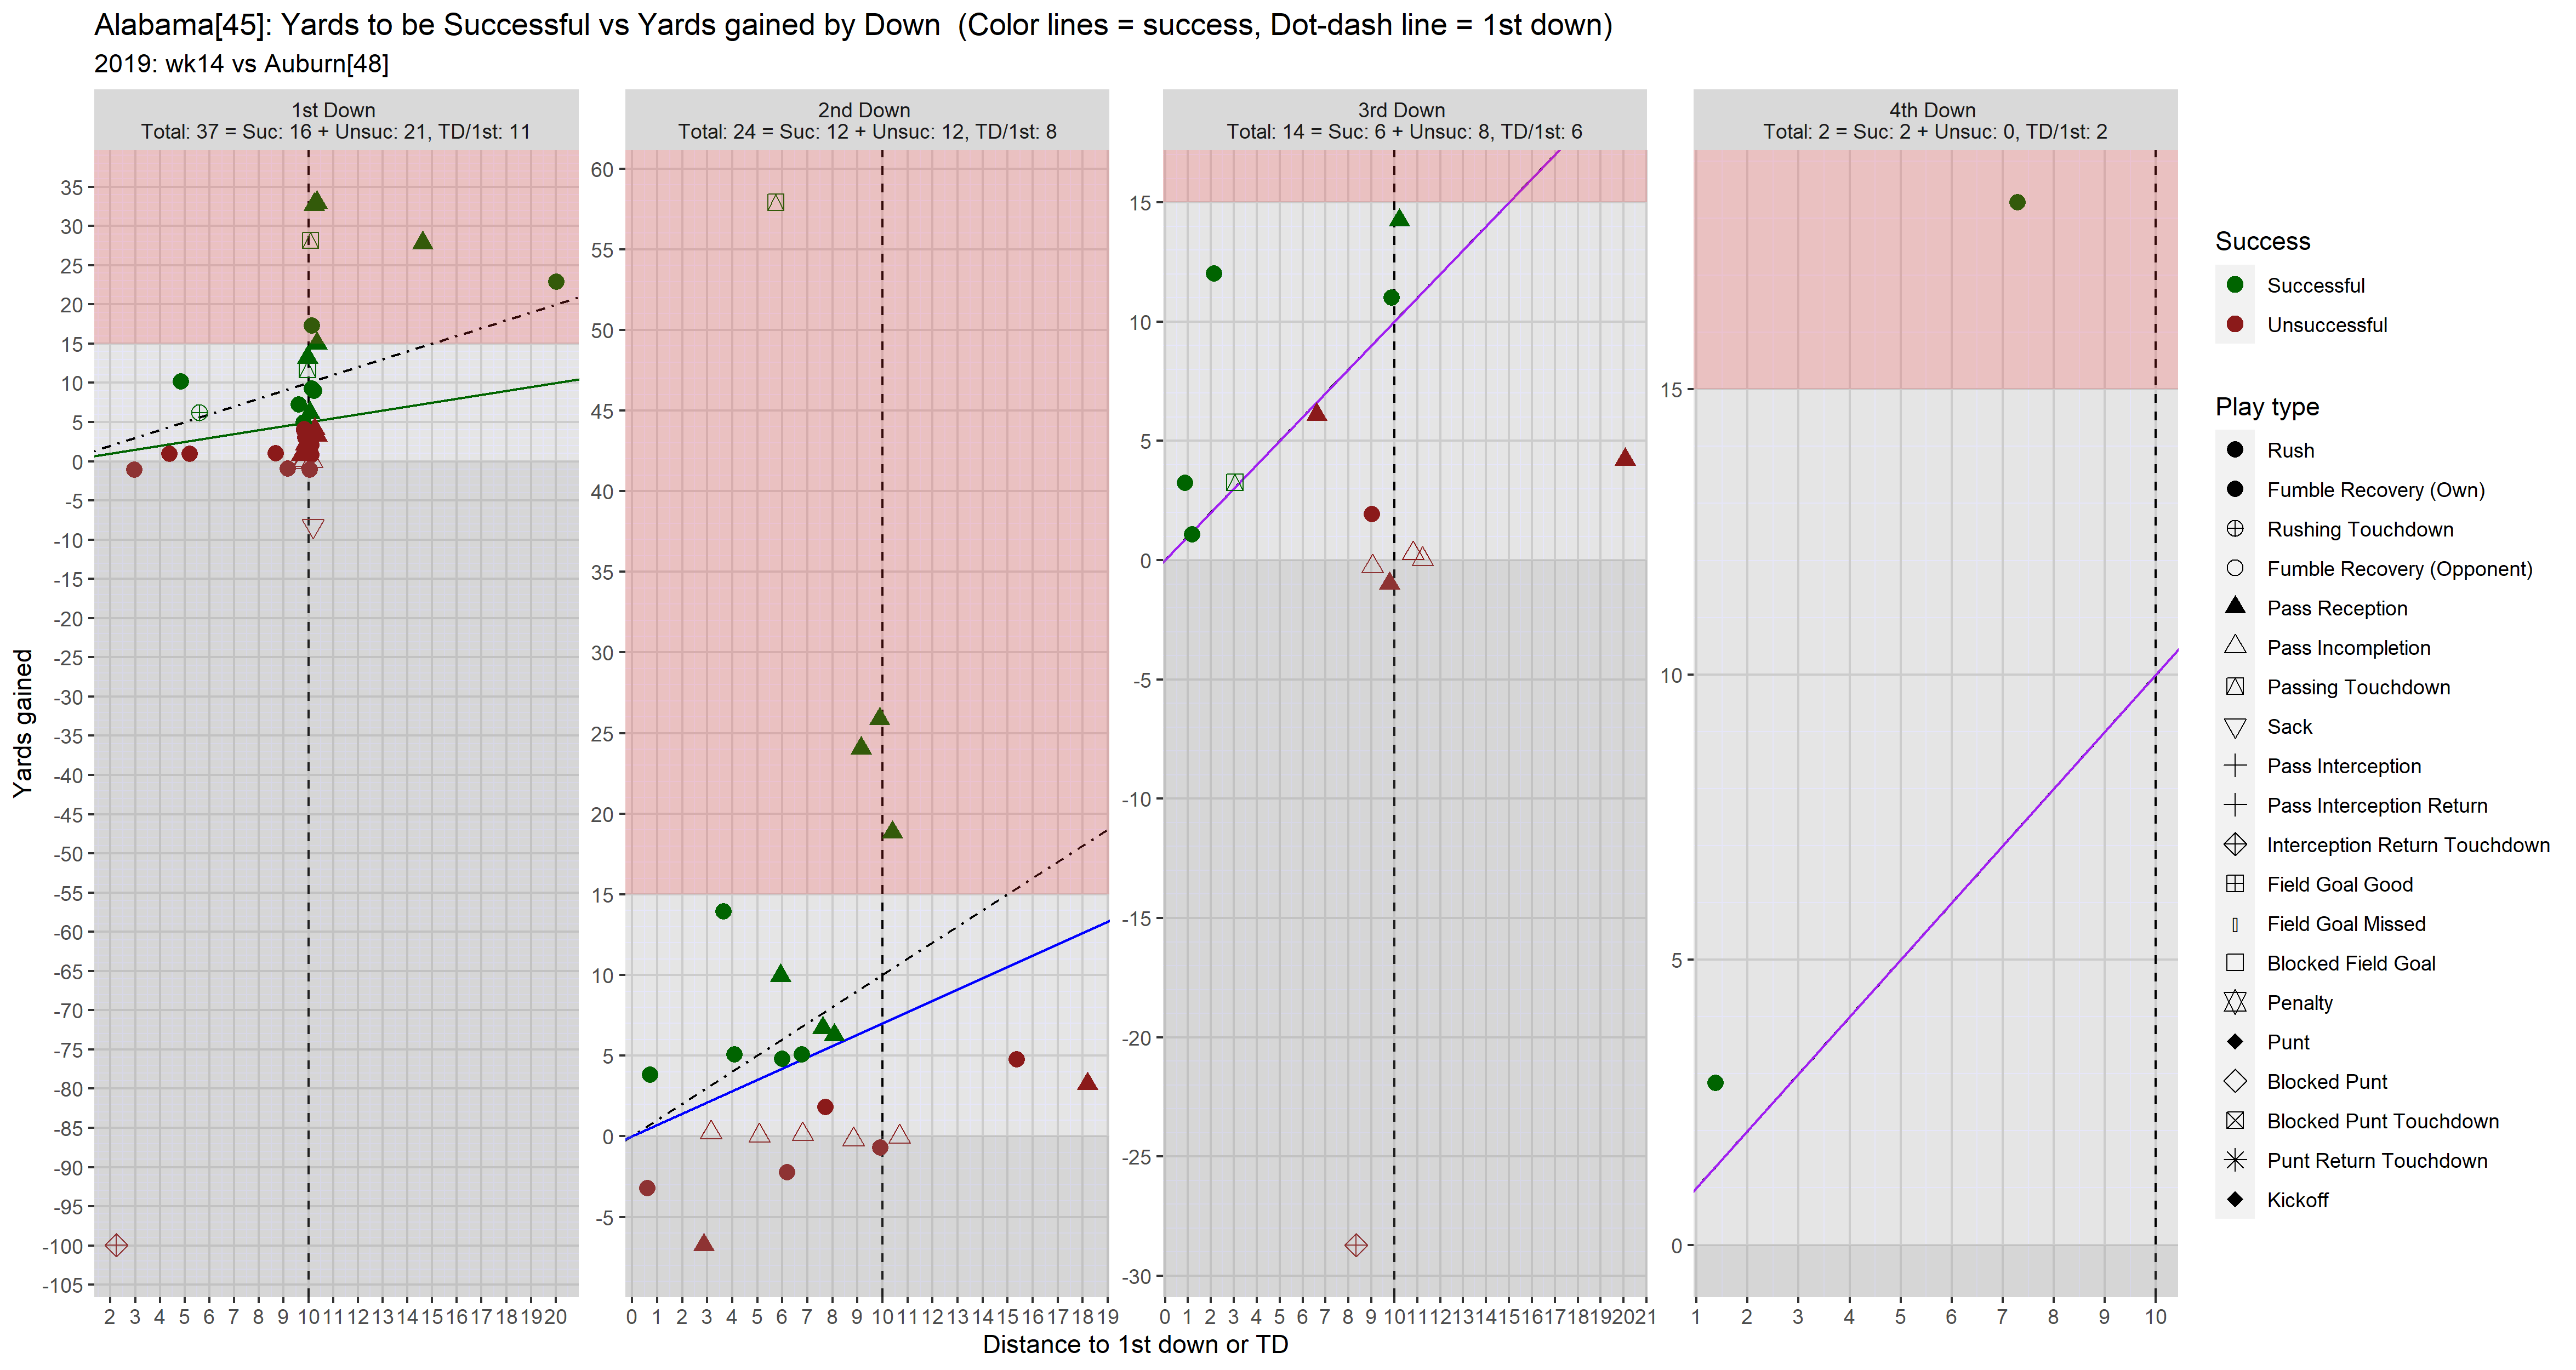 Alabama[45]: Yards to be Successful vs Yards gained by Down  (Color lines = success, Dot-dash line = 1st down)
2019: wk14 vs Auburn[48]
1st Down
Total: 37 = Suc: 16 + Unsuc: 21, TD/1st: 11
2nd Down
Total: 24 = Suc: 12 + Unsuc: 12, TD/1st: 8
3rd Down
Total: 14 = Suc: 6 + Unsuc: 8, TD/1st: 6
4th Down
Total: 2 = Suc: 2 + Unsuc: 0, TD/1st: 2
Yards gained
35
30
25
20
15
10
5
0
-5
-10
-15
-20
-25
-30
-35
-40
-45
-50
-55
-60
-65
-70
-75
-80
-85
-90
-95
-100
-105
2 3 4 5 6 7 8 9 10 11 12 13 14 15 16 17 18 19 20
60
55
50
45
40
35
30
25
20
15
10
5
0
-5
0 1 2 3 4 5 6 7 8 9 10 11 12 13 14 15 16 17 18 19
15
10
5
0
-5
-10
-15
-20
-25
-30
0 1 2 3 4 5 6 7 8 9 10 11 12 13 14 15 16 17 18 19 20 21
15
10
5
0
1 2 3 4 5 6 7 8 9 10
Distance to 1st down or TD
Success
Successful
Unsuccessful
Play type
Rush
Fumble Recovery (Own)
Rushing Touchdown
Fumble Recovery (Opponent)
Pass Reception
Pass Incompletion
Passing Touchdown
Sack
Pass Interception
Pass Interception Return
Interception Return Touchdown
Field Goal Good
Field Goal Missed
Blocked Field Goal
Penalty
Punt
Blocked Punt
Blocked Punt Touchdown
Punt Return Touchdown
Kickoff